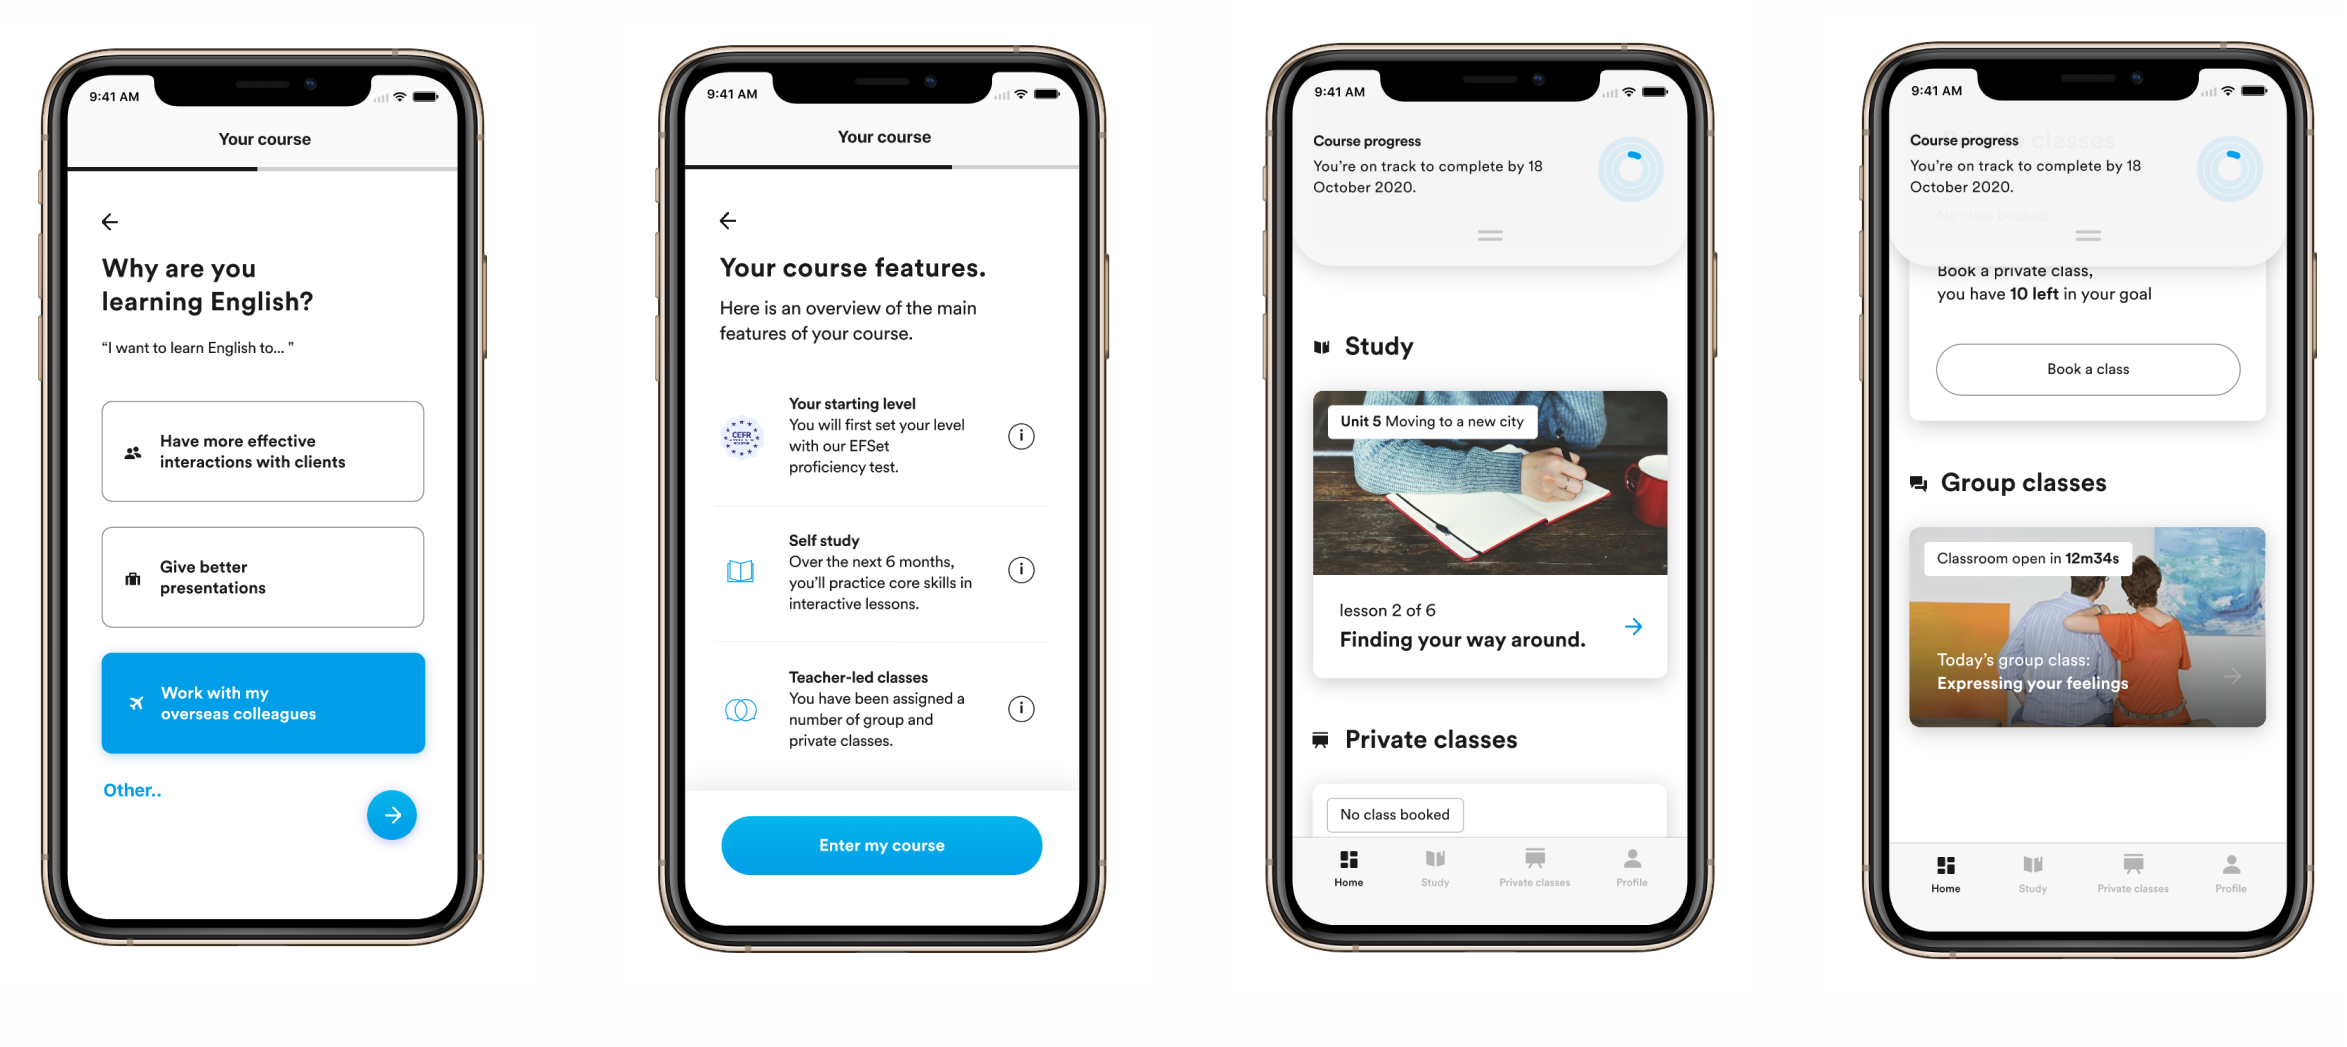 9:41 AM
Your course
Why are you
learning English?
“I want to learn English to... ”
Have more effective
interactions with clients
Give better
presentations
Work with my
overseas colleagues
Other..
9:41 AM
Your course
Your course features.
Here is an overview of the main
features of your course.
CEFR
Your starting level
You will first set your level
with our EFSet
proficiency test.
Self study
Over the next 6 months,
you’ll practice core skills in
interactive lessons.
Teacher-led classes
You have been assigned a
number of group and
private classes.
Enter my course
9:41 AM
Course progress
You’re on track to complete by 18
October 2020.
Study
Unit 5 Moving to a new city
lesson 2 of 6
Finding your way around.
Private classes
No class booked
Home
Study
Private classes
Profile
9:41 AM
classes
Course progress
You’re on track to complete by 18
October 2020.
No class booked
Book a private class,
you have 10 left in your goal
Book a class
Group classes
Classroom open in 12m34s
Today’s group class:
Expressing your feelings
Home
Study
Private classes
Profile